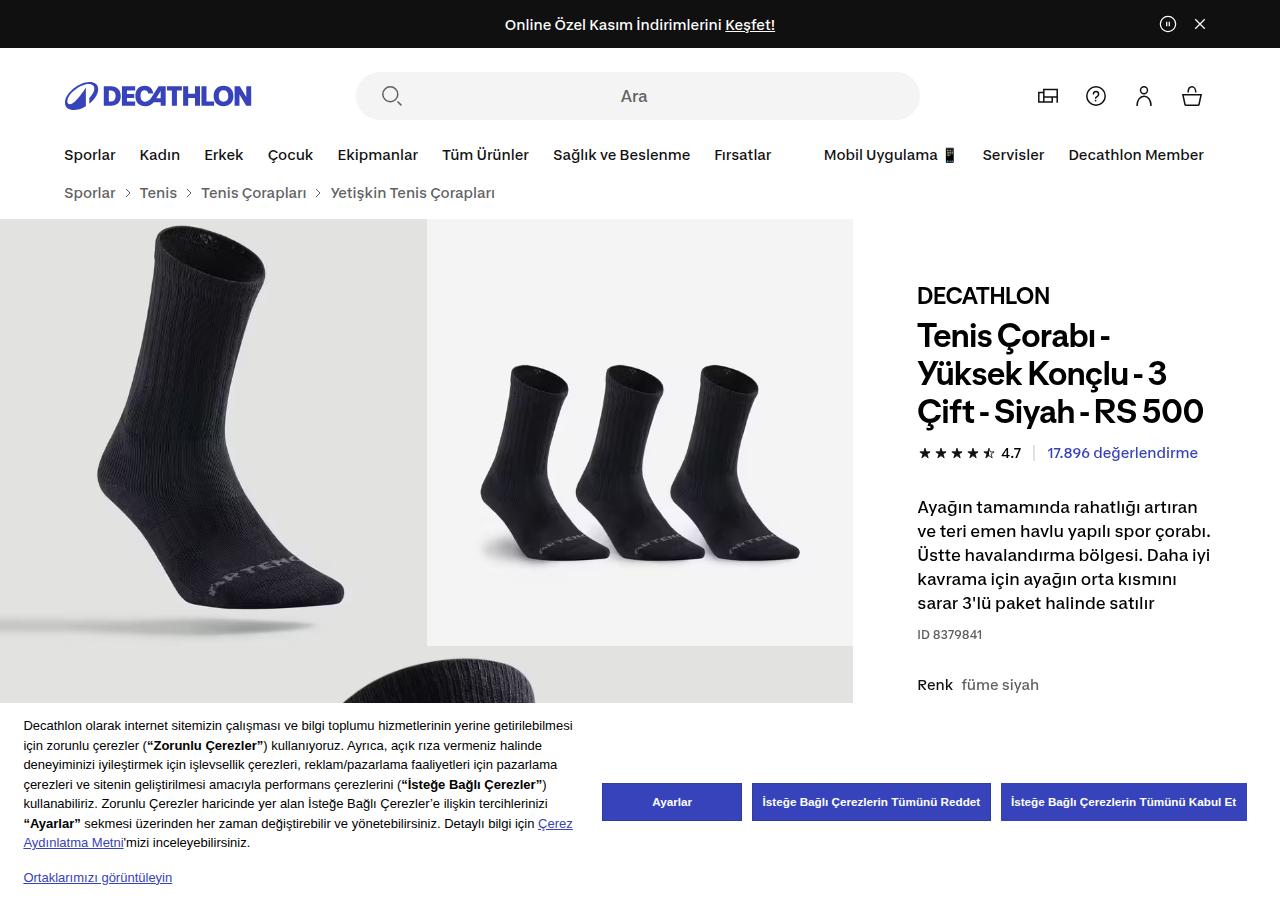 Online Özel Kasım İndirimlerini Keşfet!
DECATHLON
Ara
Sporlar
Kadın
Erkek
Çocuk
Ekipmanlar
Tüm Ürünler
Sağlık ve Beslenme
Fırsatlar
Mobil Uygulama
Servisler
Decathlon Member
Sporlar
Tenis
Tenis Çorapları
Yetişkin Tenis Çorapları
DECATHLON
Tenis Çorabı -
Yüksek Konçlu - 3
Çift - Siyah - RS 500
4.7
17.896 değerlendirme
Ayağın tamamında rahatlığı artıran
ve teri emen havlu yapılı spor çorabı.
Üstte havalandırma bölgesi. Daha iyi
kavrama için ayağın orta kısmını
sarar 3'lü paket halinde satılır
ID 8379841
Renk füme siyah
Decathlon olarak internet sitemizin çalışması ve bilgi toplumu hizmetlerinin yerine getirilebilmesi
için zorunlu çerezler (“Zorunlu Çerezler”) kullanıyoruz. Ayrıca, açık rıza vermeniz halinde
deneyiminizi iyileştirmek için işlevsellik çerezleri, reklam/pazarlama faaliyetleri için pazarlama
çerezleri ve sitenin geliştirilmesi amacıyla performans çerezlerini (“İsteğe Bağlı Çerezler”)
kullanabiliriz. Zorunlu Çerezler haricinde yer alan İsteğe Bağlı Çerezler’e ilişkin tercihlerinizi
“Ayarlar” sekmesi üzerinden her zaman değiştirebilir ve yönetebilirsiniz. Detaylı bilgi için Çerez
Aydınlatma Metni'mizi inceleyebilirsiniz.
Ortaklarımızı görüntüleyin
Ayarlar
İsteğe Bağlı Çerezlerin Tümünü Reddet
İsteğe Bağlı Çerezlerin Tümünü Kabul Et